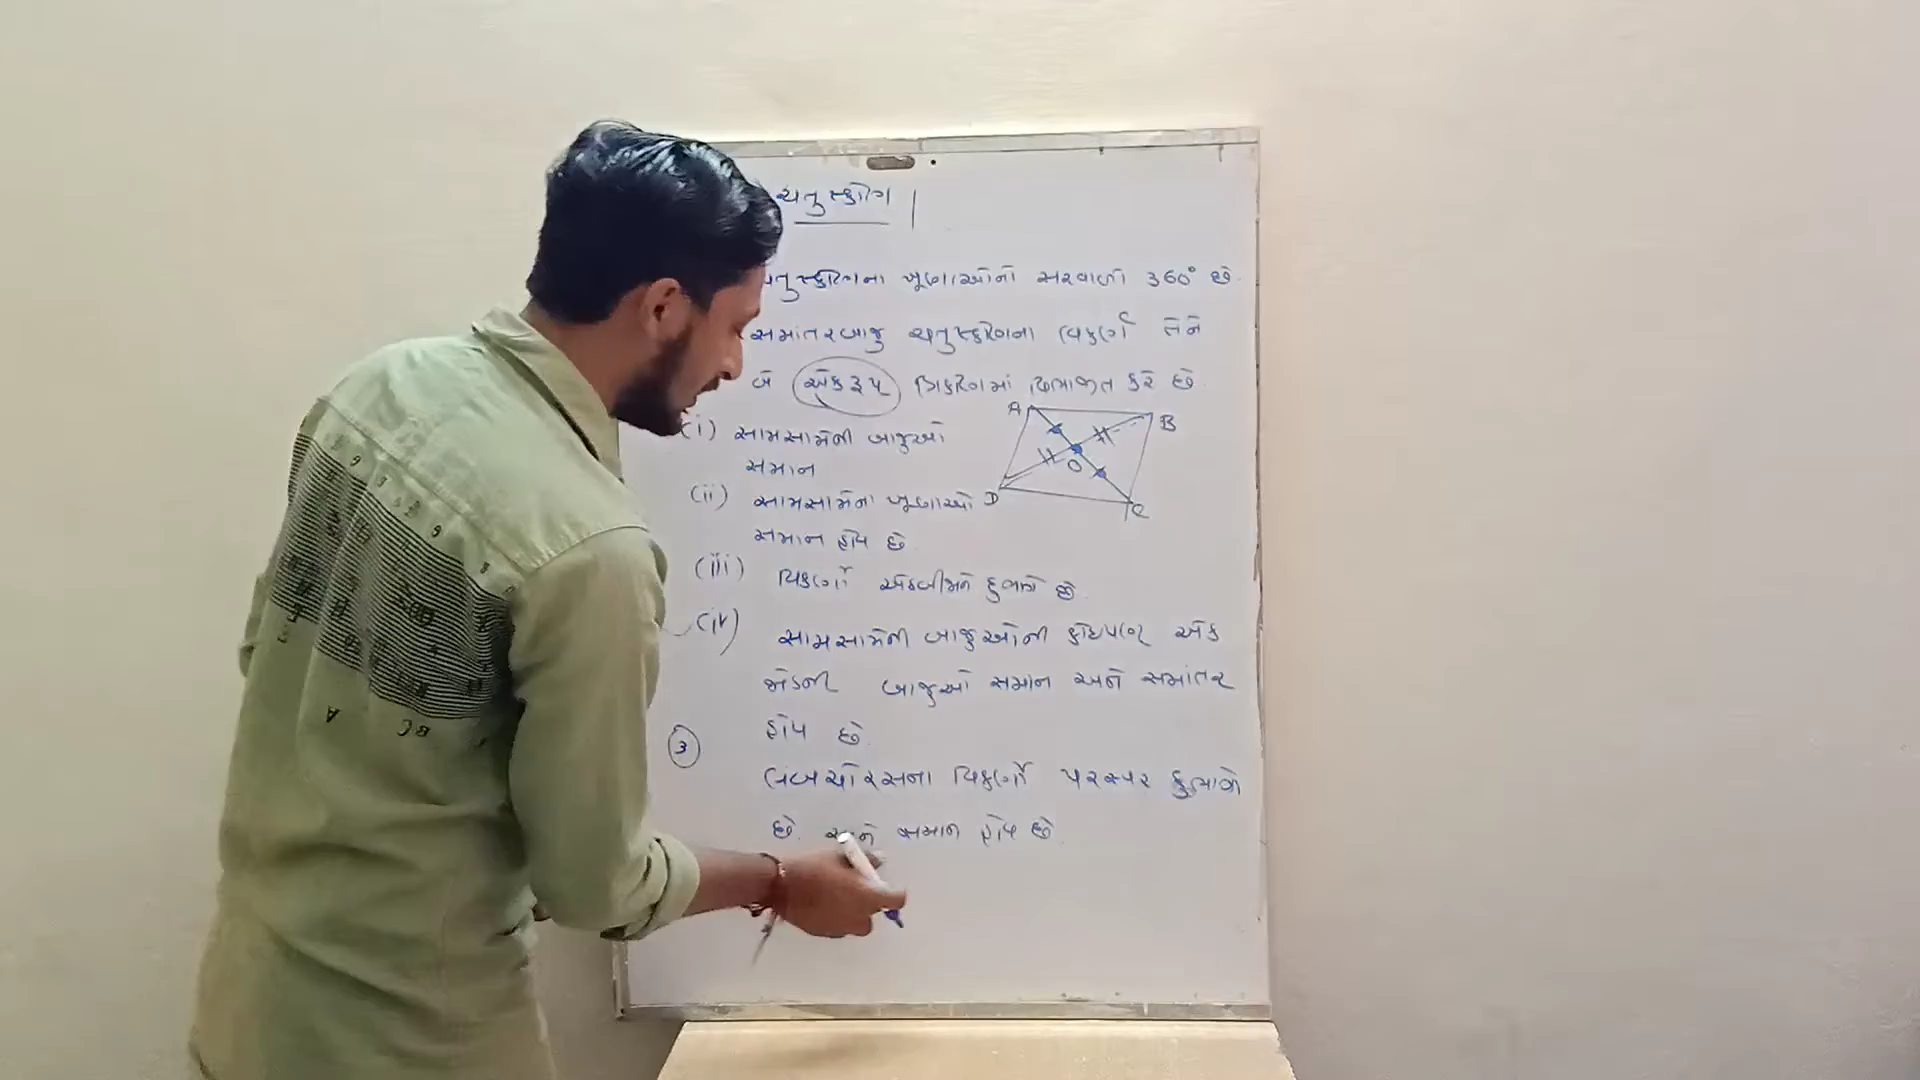 ચતુષ્કોણ
ચતુષ્કોણના ખૂણાઓનો સરવાળો 360° છે.
સમાંતરબાજુ ચતુષ્કોણના વિકર્ણ તેને
બે એકરૂપ ત્રિકોણમાં વિભાજીત કરે છે.
(i) સામસામેની બાજુઓ
સમાન
(ii) સામસામેના ખૂણાઓ
સમાન હોય છે.
(iii) વિકર્ણો એકબીજાને દુભાગે છે.
(iv) સામસામેની બાજુઓની કોઇપણ એક
જોડની બાજુઓ સમાન અને સમાંતર
હોય છે.
3
લંબચોરસના વિકર્ણો પરસ્પર દુભાગે
છે. અને સમાન હોય છે.
A
B
O
D
C